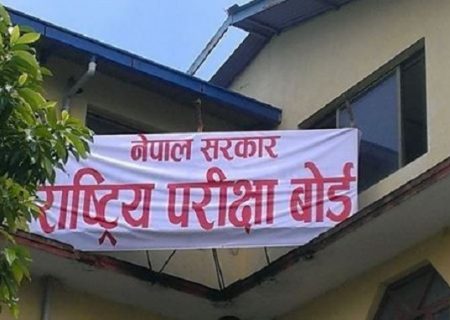 नेपाल सरकार
राष्ट्रिय परीक्षा बोर्ड